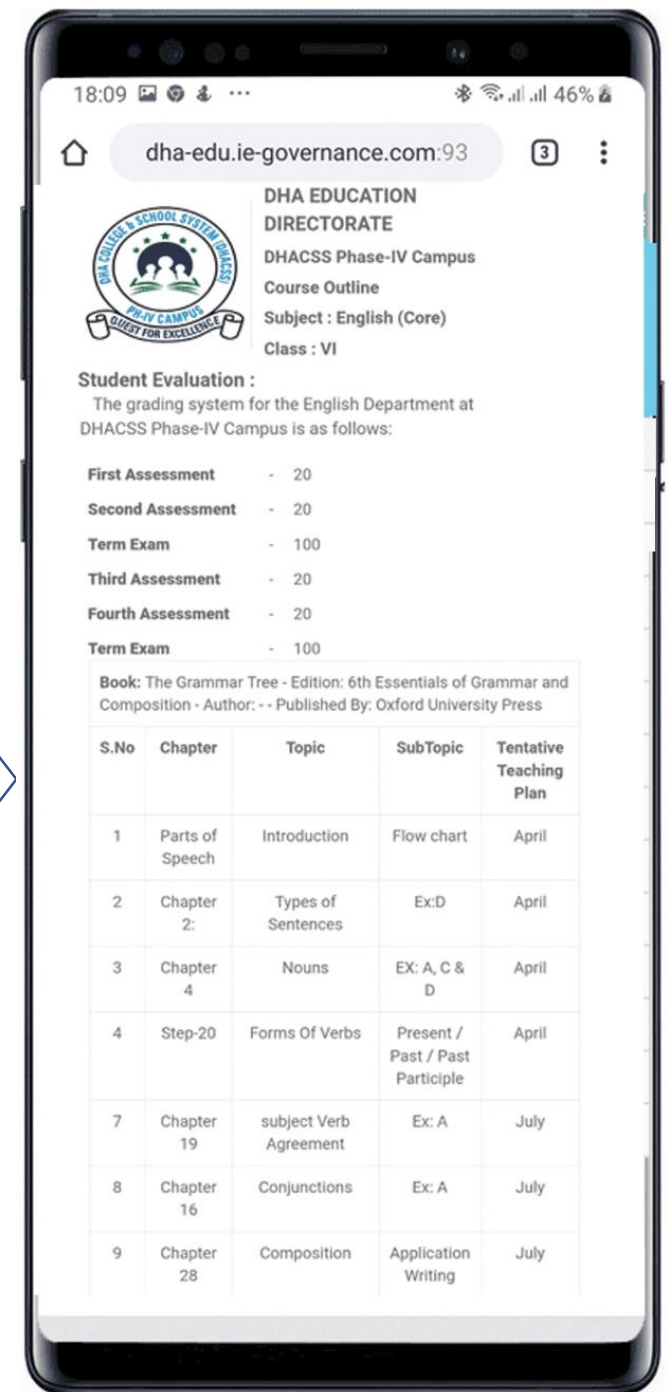 18:09 ··· 46%
dha-edu.ie-governance.com:93 3
DHA COLLEGE & SCHOOL SYSTEM (DHACSS)
PH-IV CAMPUS
QUEST FOR EXCELLENCE
DHA EDUCATION
DIRECTORATE
DHACSS Phase-IV Campus
Course Outline
Subject : English (Core)
Class : VI
Student Evaluation :
The grading system for the English Department at
DHACSS Phase-IV Campus is as follows:
First Assessment - 20
Second Assessment - 20
Term Exam - 100
Third Assessment - 20
Fourth Assessment - 20
Term Exam - 100
Book: The Grammar Tree - Edition: 6th Essentials of Grammar and
Composition - Author: - - Published By: Oxford University Press
S.No Chapter Topic SubTopic Tentative
Teaching
Plan
1 Parts of Introduction Flow chart April
Speech
2 Chapter Types of Ex:D April
2: Sentences
3 Chapter Nouns EX: A, C & April
4 D
4 Step-20 Forms Of Verbs Present / April
Past / Past
Participle
7 Chapter subject Verb Ex: A July
19 Agreement
8 Chapter Conjunctions Ex: A July
16
9 Chapter Composition Application July
28 Writing